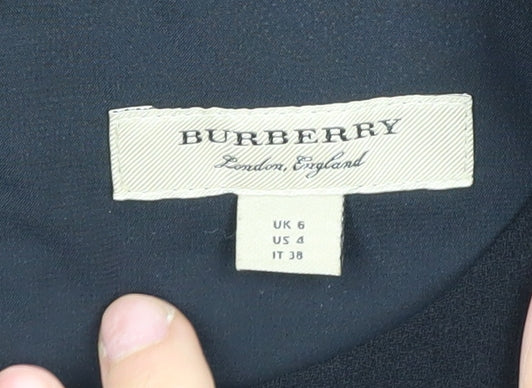 BURBERRY
London, England
UK 6
US 4
IT 38